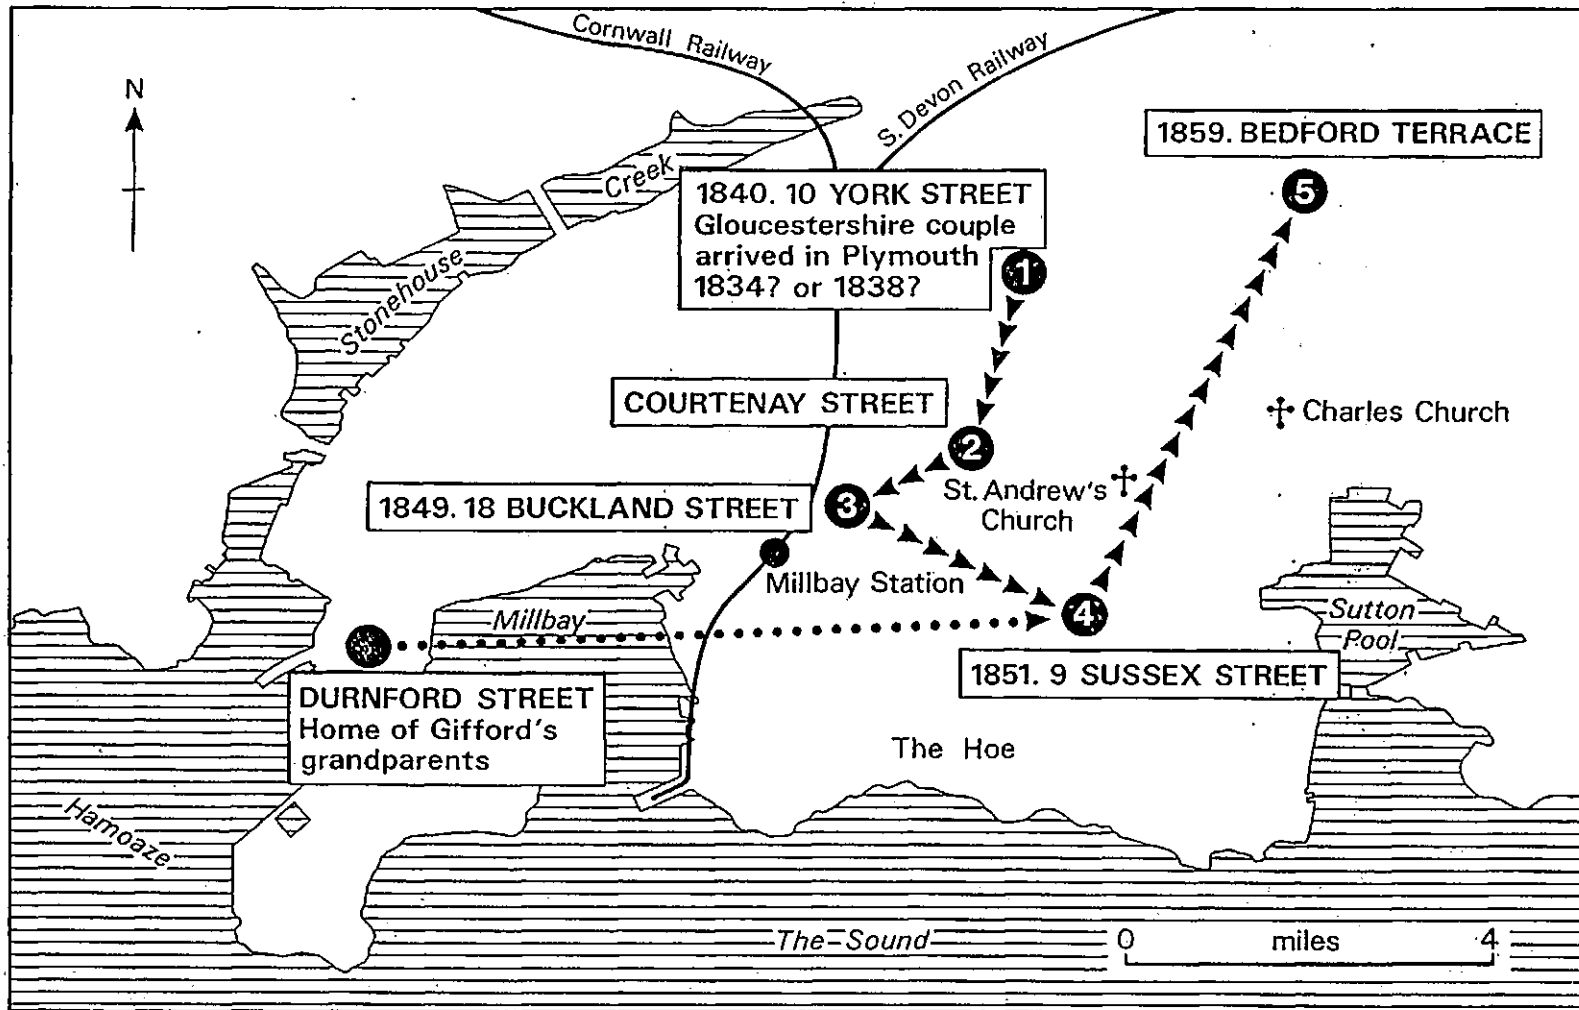 Cornwall Railway
S. Devon Railway
N
1859. BEDFORD TERRACE
5
Creek
Stonehouse
1840. 10 YORK STREET
Gloucestershire couple
arrived in Plymouth
1834? or 1838?
1
COURTENAY STREET
Charles Church
2
St. Andrew's
Church
1849. 18 BUCKLAND STREET
3
Millbay Station
Millbay
4
Sutton
Pool
1851. 9 SUSSEX STREET
DURNFORD STREET
Home of Gifford's
grandparents
The Hoe
Hamoaze
The Sound
0 miles 4